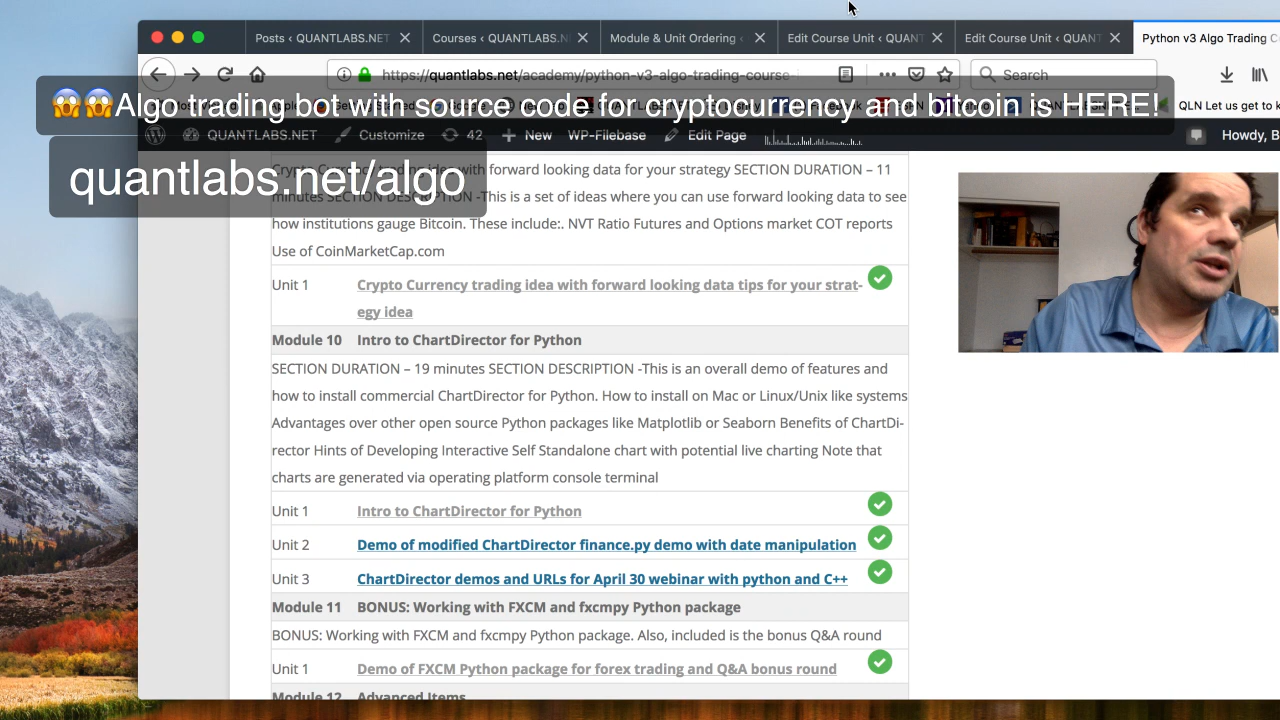 Posts ‹ QUANTLABS.NET
Courses ‹ QUANTLABS.N
Module & Unit Ordering ‹
Edit Course Unit ‹ QUANT
Edit Course Unit ‹ QUANT
Python v3 Algo Trading C
https://quantlabs.net/academy/python-v3-algo-trading-course-
Search
😱😱Algo trading bot with source code for cryptocurrency and bitcoin is HERE!
QLN Let us get to k
QUANTLABS.NET
Customize
42
New
WP-Filebase
Edit Page
Howdy, B
quantlabs.net/algo
Crypto Currency trading idea with forward looking data for your strategy SECTION DURATION – 11
minutes SECTION DESCRIPTION -This is a set of ideas where you can use forward looking data to see
how institutions gauge Bitcoin. These include:. NVT Ratio Futures and Options market COT reports
Use of CoinMarketCap.com
Unit 1 Crypto Currency trading idea with forward looking data tips for your strat-
egy idea
Module 10 Intro to ChartDirector for Python
SECTION DURATION – 19 minutes SECTION DESCRIPTION -This is an overall demo of features and
how to install commercial ChartDirector for Python. How to install on Mac or Linux/Unix like systems
Advantages over other open source Python packages like Matplotlib or Seaborn Benefits of ChartDi-
rector Hints of Developing Interactive Self Standalone chart with potential live charting Note that
charts are generated via operating platform console terminal
Unit 1 Intro to ChartDirector for Python
Unit 2 Demo of modified ChartDirector finance.py demo with date manipulation
Unit 3 ChartDirector demos and URLs for April 30 webinar with python and C++
Module 11 BONUS: Working with FXCM and fxcmpy Python package
BONUS: Working with FXCM and fxcmpy Python package. Also, included is the bonus Q&A round
Unit 1 Demo of FXCM Python package for forex trading and Q&A bonus round
Module 12 Advanced Items